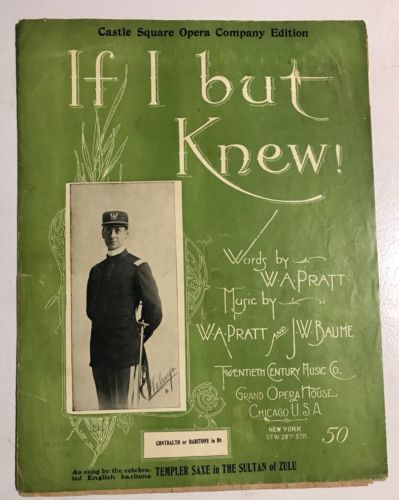 Castle Square Opera Company Edition
If I but
Knew!
Words by
W.A. PRATT
Music by
W.A. PRATT AND J.W. BAUME
TWENTIETH CENTURY MUSIC CO.
GRAND OPERA HOUSE
CHICAGO U.S.A.
NEW YORK
37 W. 28TH STR.
50
CONTRALTO or BARITONE in Bb
As sung by the celebra-
ted English baritone
TEMPLER SAXE in THE SULTAN of ZULU